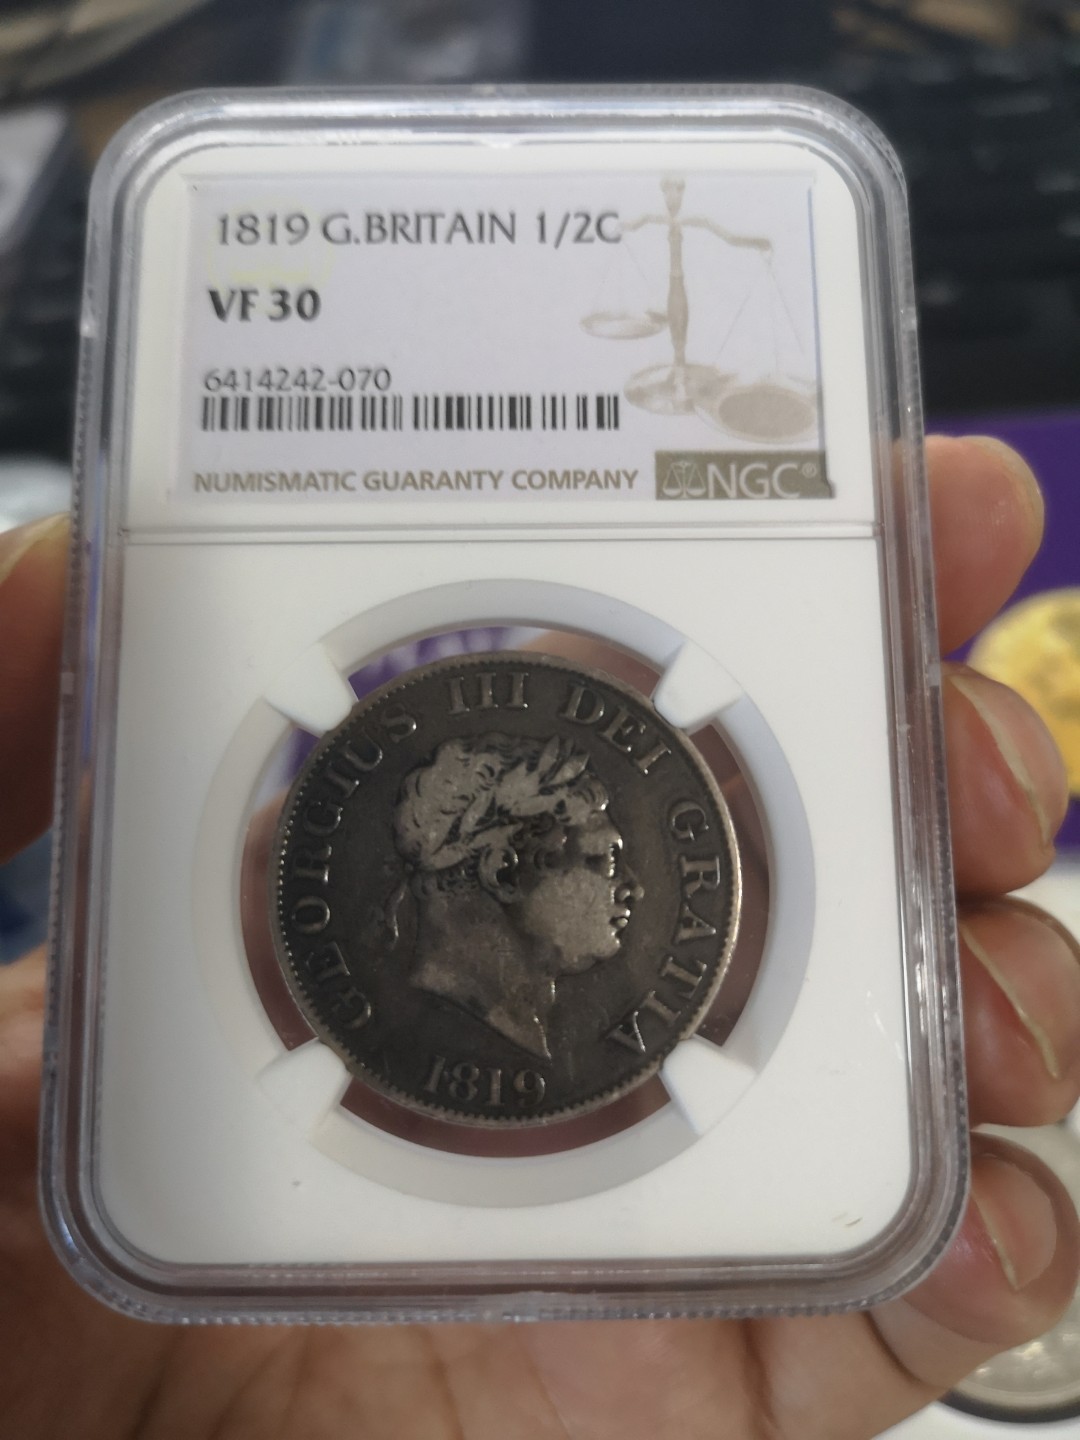 1819 G.BRITAIN 1/2C
VF 30
6414242-070
NUMISMATIC GUARANTY COMPANY NGC®
GEORGIUS III DEI GRATIA
1819